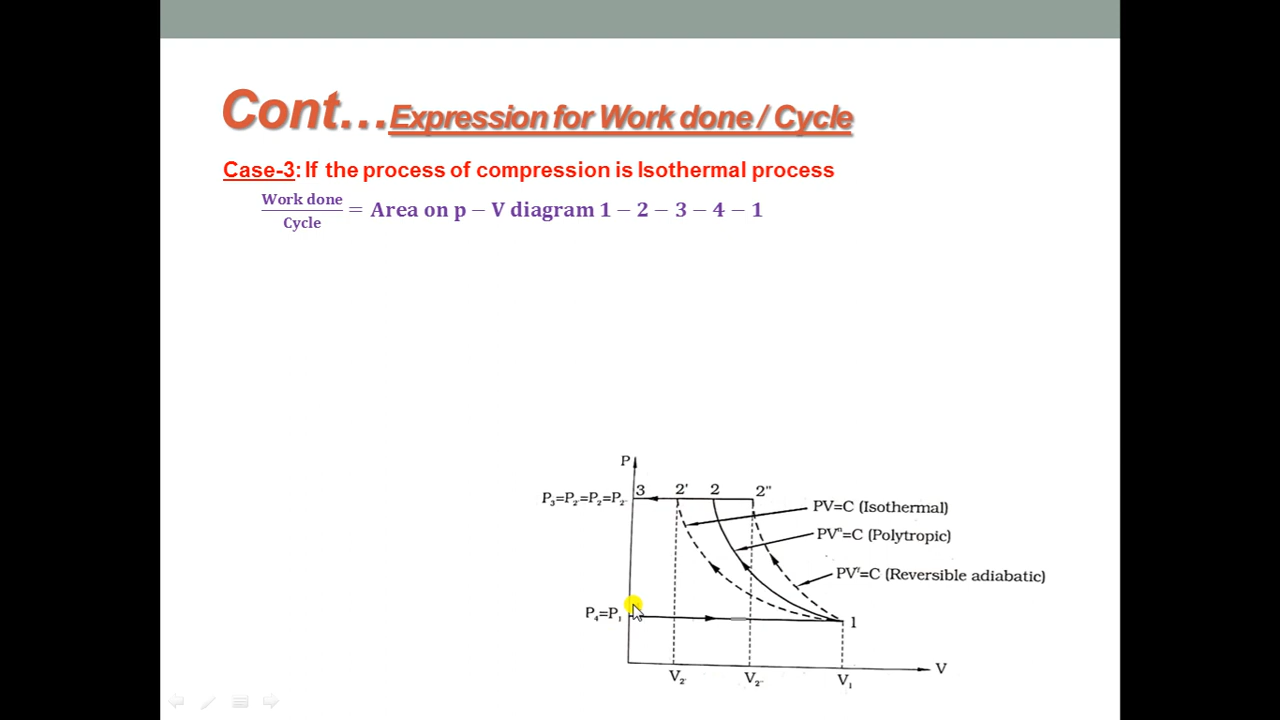 Cont…Expression for Work done / Cycle
Case-3: If the process of compression is Isothermal process
Work done
Cycle
= Area on p − V diagram 1 − 2 − 3 − 4 − 1
P
3 2' 2 2"
P₃=P₂'=P₂=P₂"
PV=C (Isothermal)
PVⁿ=C (Polytropic)
PVʳ=C (Reversible adiabatic)
P₄=P₁
1
V
V₂' V₂" V₁